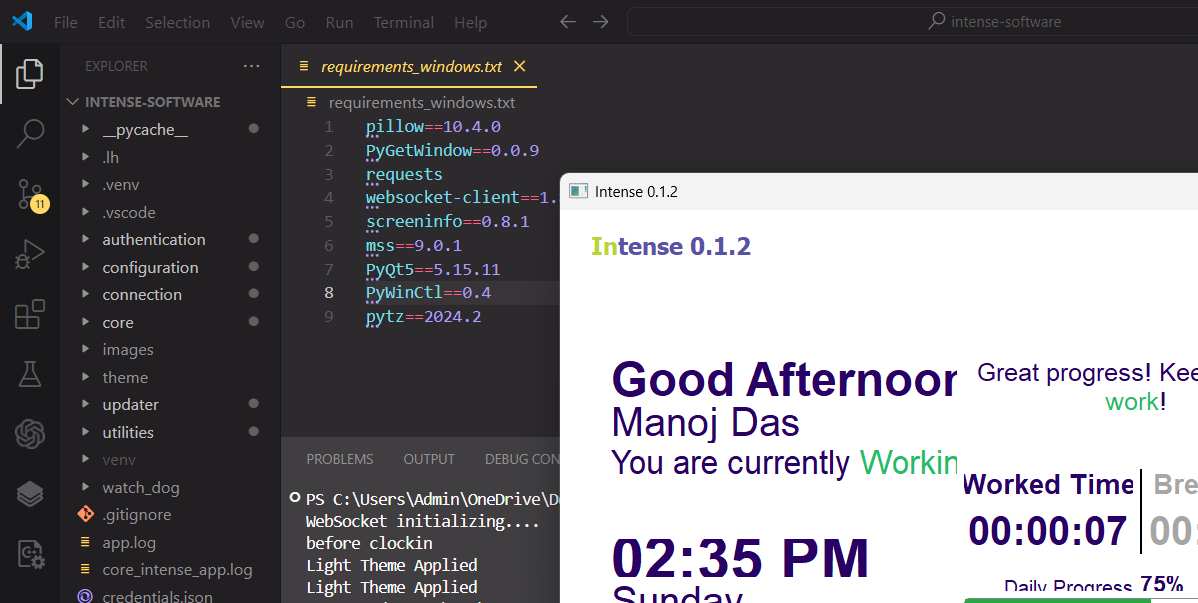 File Edit Selection View Go Run Terminal Help
intense-software
EXPLORER
INTENSE-SOFTWARE
__pycache__
.lh
.venv
.vscode
authentication
configuration
connection
core
images
theme
updater
utilities
venv
watch_dog
.gitignore
app.log
core_intense_app.log
credentials.json
11
requirements_windows.txt
requirements_windows.txt
1 pillow==10.4.0
2 PyGetWindow==0.0.9
3 requests
4 websocket-client==1.
5 screeninfo==0.8.1
6 mss==9.0.1
7 PyQt5==5.15.11
8 PyWinCtl==0.4
9 pytz==2024.2
PROBLEMS OUTPUT DEBUG CON
PS C:\Users\Admin\OneDrive\D
WebSocket initializing....
before clockin
Light Theme Applied
Light Theme Applied
Intense 0.1.2
Intense 0.1.2
Good Afternoon
Manoj Das
You are currently Workin
02:35 PM
Sunday
Great progress! Kee
work!
Worked Time Bre
00:00:07 00:
Daily Progress 75%